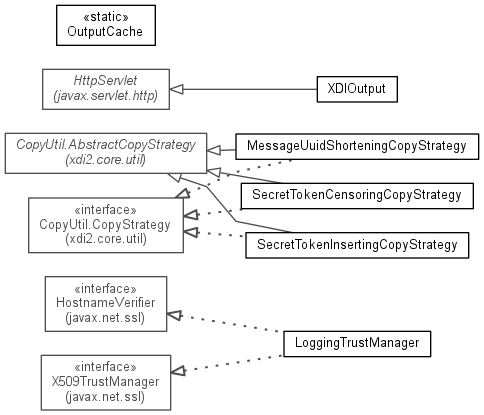 «static»
OutputCache
HttpServlet
(javax.servlet.http)
XDIOutput
CopyUtil.AbstractCopyStrategy
(xdi2.core.util)
MessageUuidShorteningCopyStrategy
SecretTokenCensoringCopyStrategy
«interface»
CopyUtil.CopyStrategy
(xdi2.core.util)
SecretTokenInsertingCopyStrategy
«interface»
HostnameVerifier
(javax.net.ssl)
LoggingTrustManager
«interface»
X509TrustManager
(javax.net.ssl)